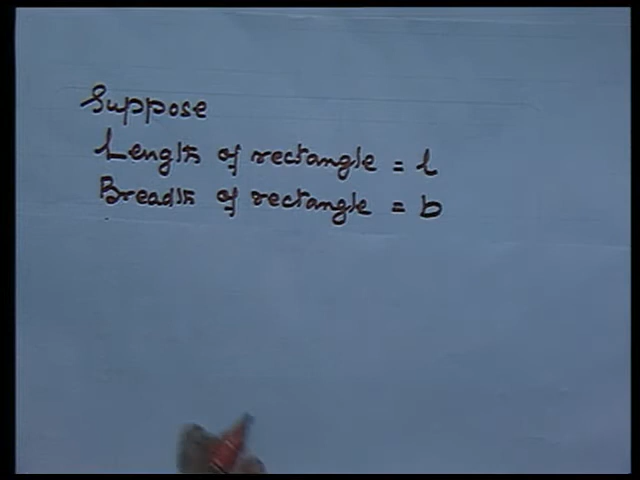 Suppose
Length of rectangle = l
Breadth of rectangle = b